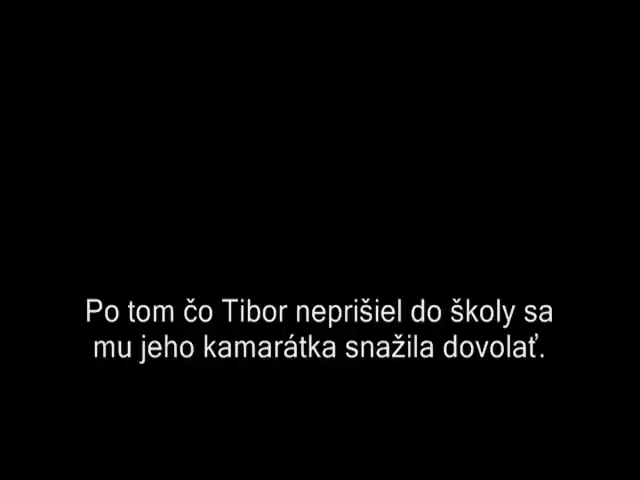 Po tom čo Tibor neprišiel do školy sa
mu jeho kamarátka snažila dovolať.